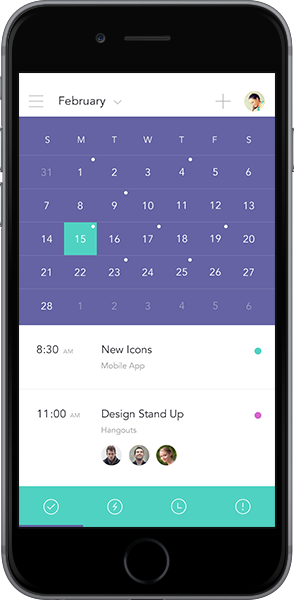 February
S M T W T F S
31 1 2 3 4 5 6
7 8 9 10 11 12 13
14 15 16 17 18 19 20
21 22 23 24 25 26 27
28 1 2 3 4 5 6
8:30 AM New Icons
Mobile App
11:00 AM Design Stand Up
Hangouts